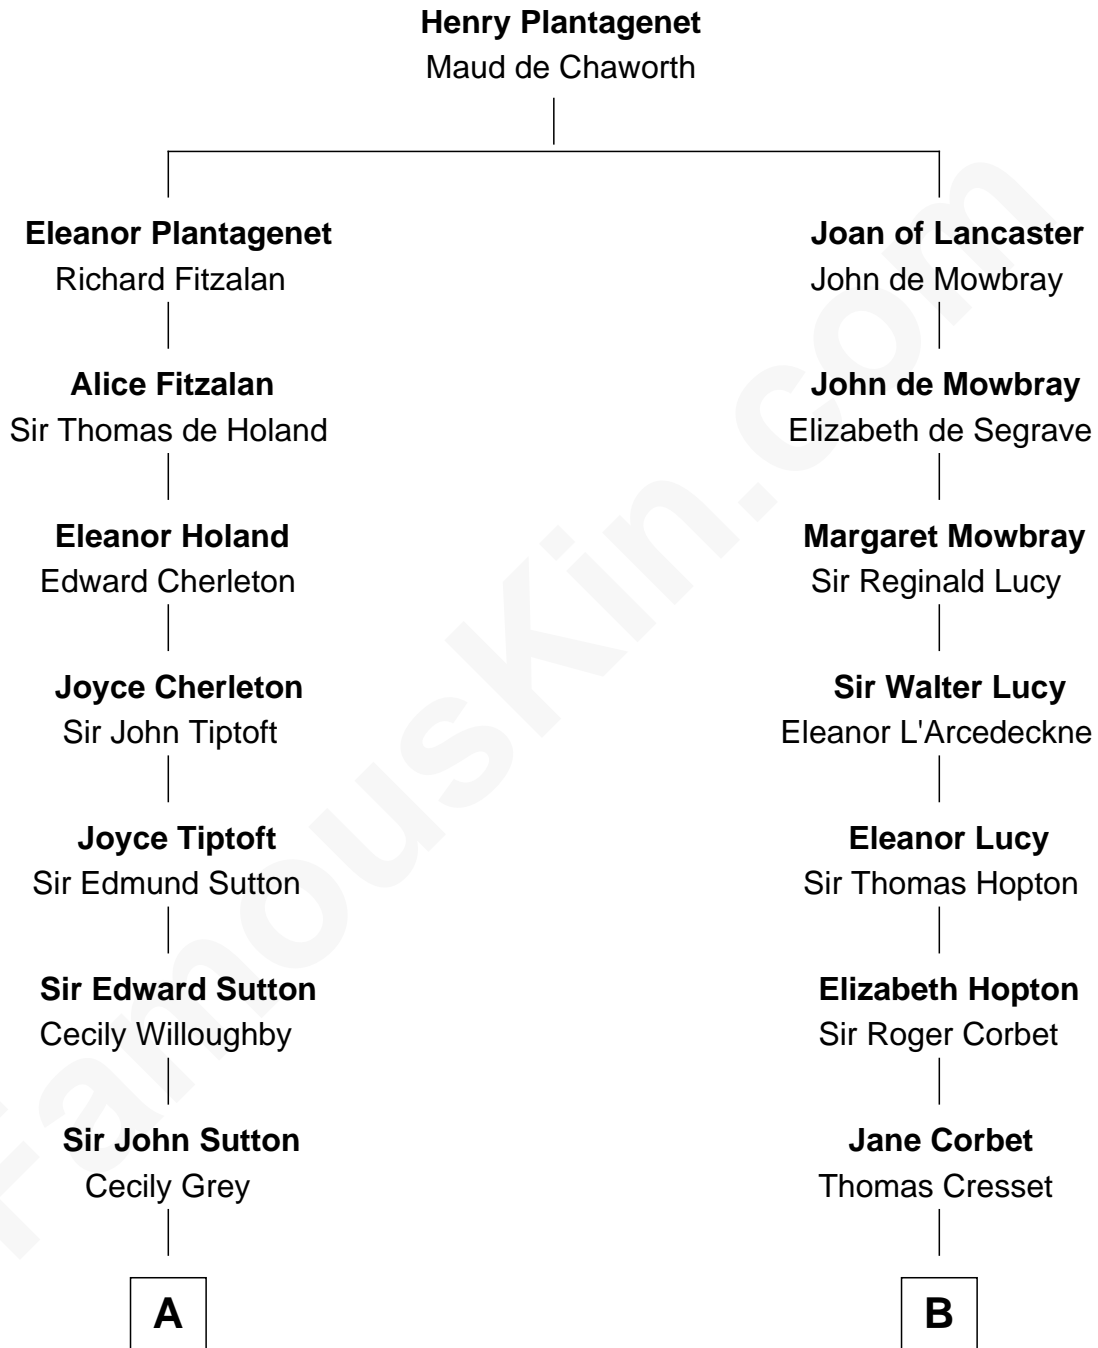 Henry Plantagenet
Maud de Chaworth
Eleanor Plantagenet
Richard Fitzalan
Joan of Lancaster
John de Mowbray
Alice Fitzalan
Sir Thomas de Holand
John de Mowbray
Elizabeth de Segrave
Eleanor Holand
Edward Cherleton
Margaret Mowbray
Sir Reginald Lucy
Joyce Cherleton
Sir John Tiptoft
Sir Walter Lucy
Eleanor L'Arcedeckne
Joyce Tiptoft
Sir Edmund Sutton
Eleanor Lucy
Sir Thomas Hopton
Sir Edward Sutton
Cecily Willoughby
Elizabeth Hopton
Sir Roger Corbet
Sir John Sutton
Cecily Grey
Jane Corbet
Thomas Cresset
A
B
FamousKin.com